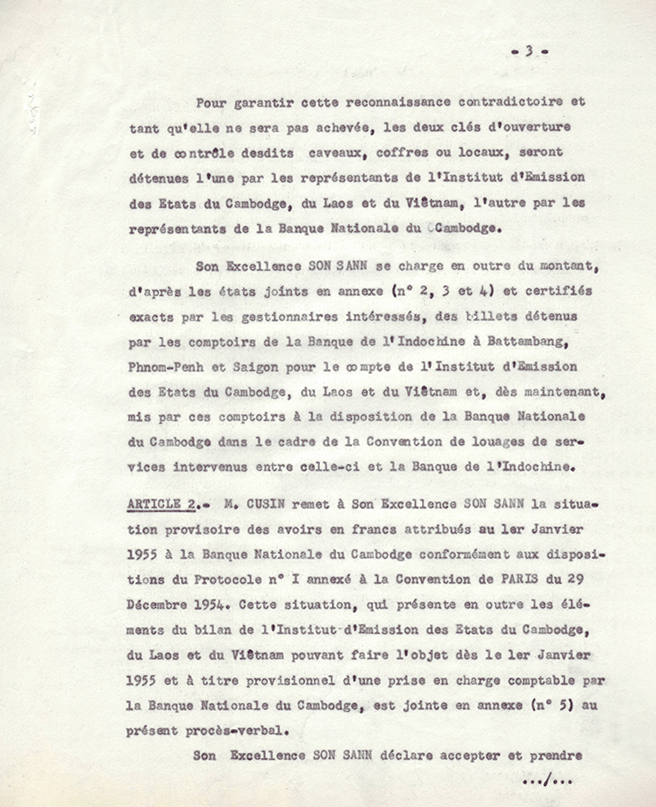 - 3 -
Pour garantir cette reconnaissance contradictoire et
tant qu'elle ne sera pas achevée, les deux clés d'ouverture
et de contrôle desdits caveaux, coffres ou locaux, seront
détenues l'une par les représentants de l'Institut d'Emission
des Etats du Cambodge, du Laos et du Viêtnam, l'autre par les
représentants de la Banque Nationale du Cambodge.
Son Excellence SON SANN se charge en outre du montant,
d'après les états joints en annexe (n° 2, 3 et 4) et certifiés
exacts par les gestionnaires intéressés, des billets détenus
par les comptoirs de la Banque de l'Indochine à Battambang,
Phnom-Penh et Saigon pour le compte de l'Institut d'Emission
des Etats du Cambodge, du Laos et du Viêtnam et, dès maintenant,
mis par ces comptoirs à la disposition de la Banque Nationale
du Cambodge dans le cadre de la Convention de louages de ser-
vices intervenus entre celle-ci et la Banque de l'Indochine.
ARTICLE 2.- M. CUSIN remet à Son Excellence SON SANN la situa-
tion provisoire des avoirs en francs attribués au 1er Janvier
1955 à la Banque Nationale du Cambodge conformément aux disposi-
tions du Protocole n° I annexé à la Convention de PARIS du 29
Décembre 1954. Cette situation, qui présente en outre les élé-
ments du bilan de l'Institut d'Emission des Etats du Cambodge,
du Laos et du Viêtnam pouvant faire l'objet dès le 1er Janvier
1955 et à titre provisionnel d'une prise en charge comptable par
la Banque Nationale du Cambodge, est jointe en annexe (n° 5) au
présent procès-verbal.
Son Excellence SON SANN déclare accepter et prendre
.../...